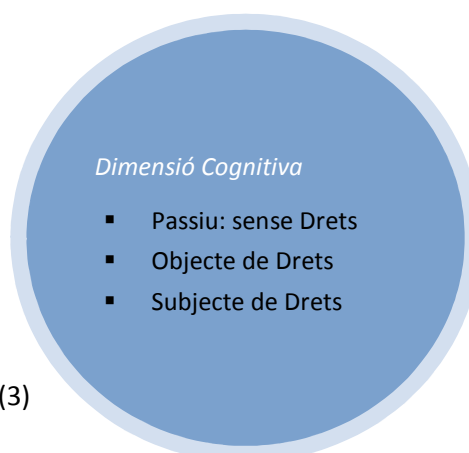 Dimensió Cognitiva
▪ Passiu: sense Drets
▪ Objecte de Drets
▪ Subjecte de Drets
(3)